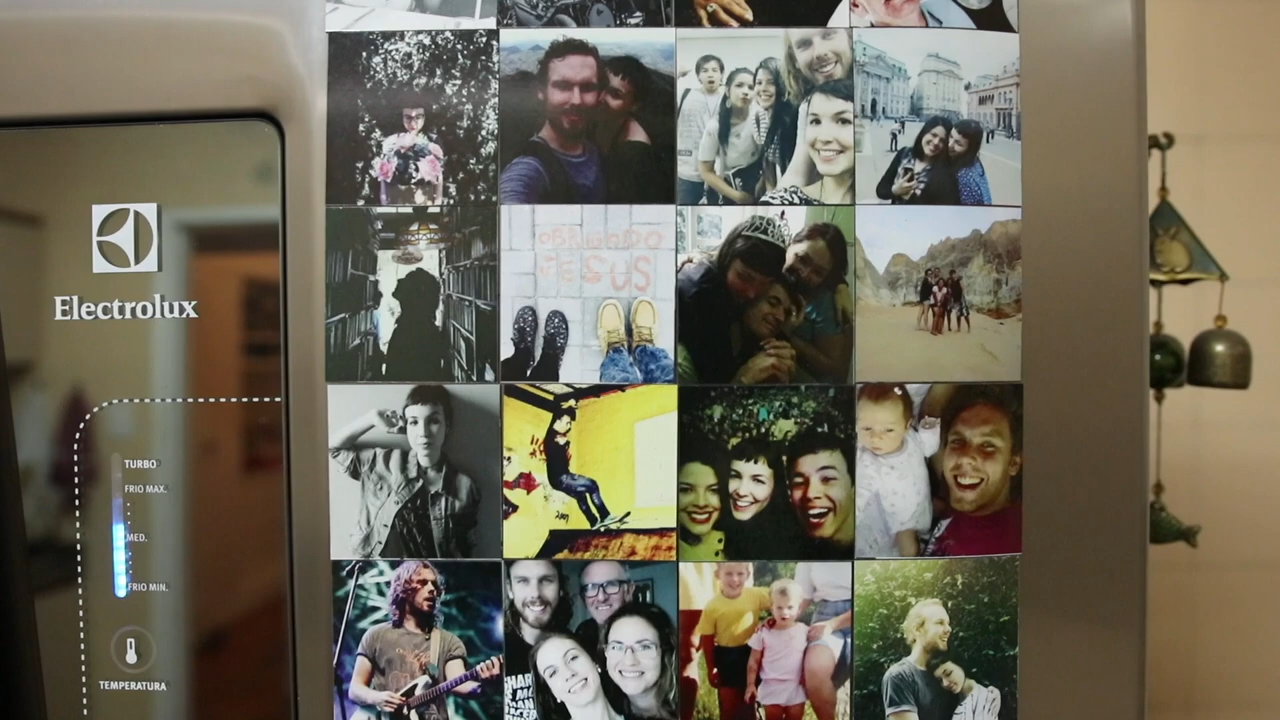 Electrolux
TURBO
FRIO MAX.
MED.
FRIO MIN.
TEMPERATURA
OBRIGADO
JESUS